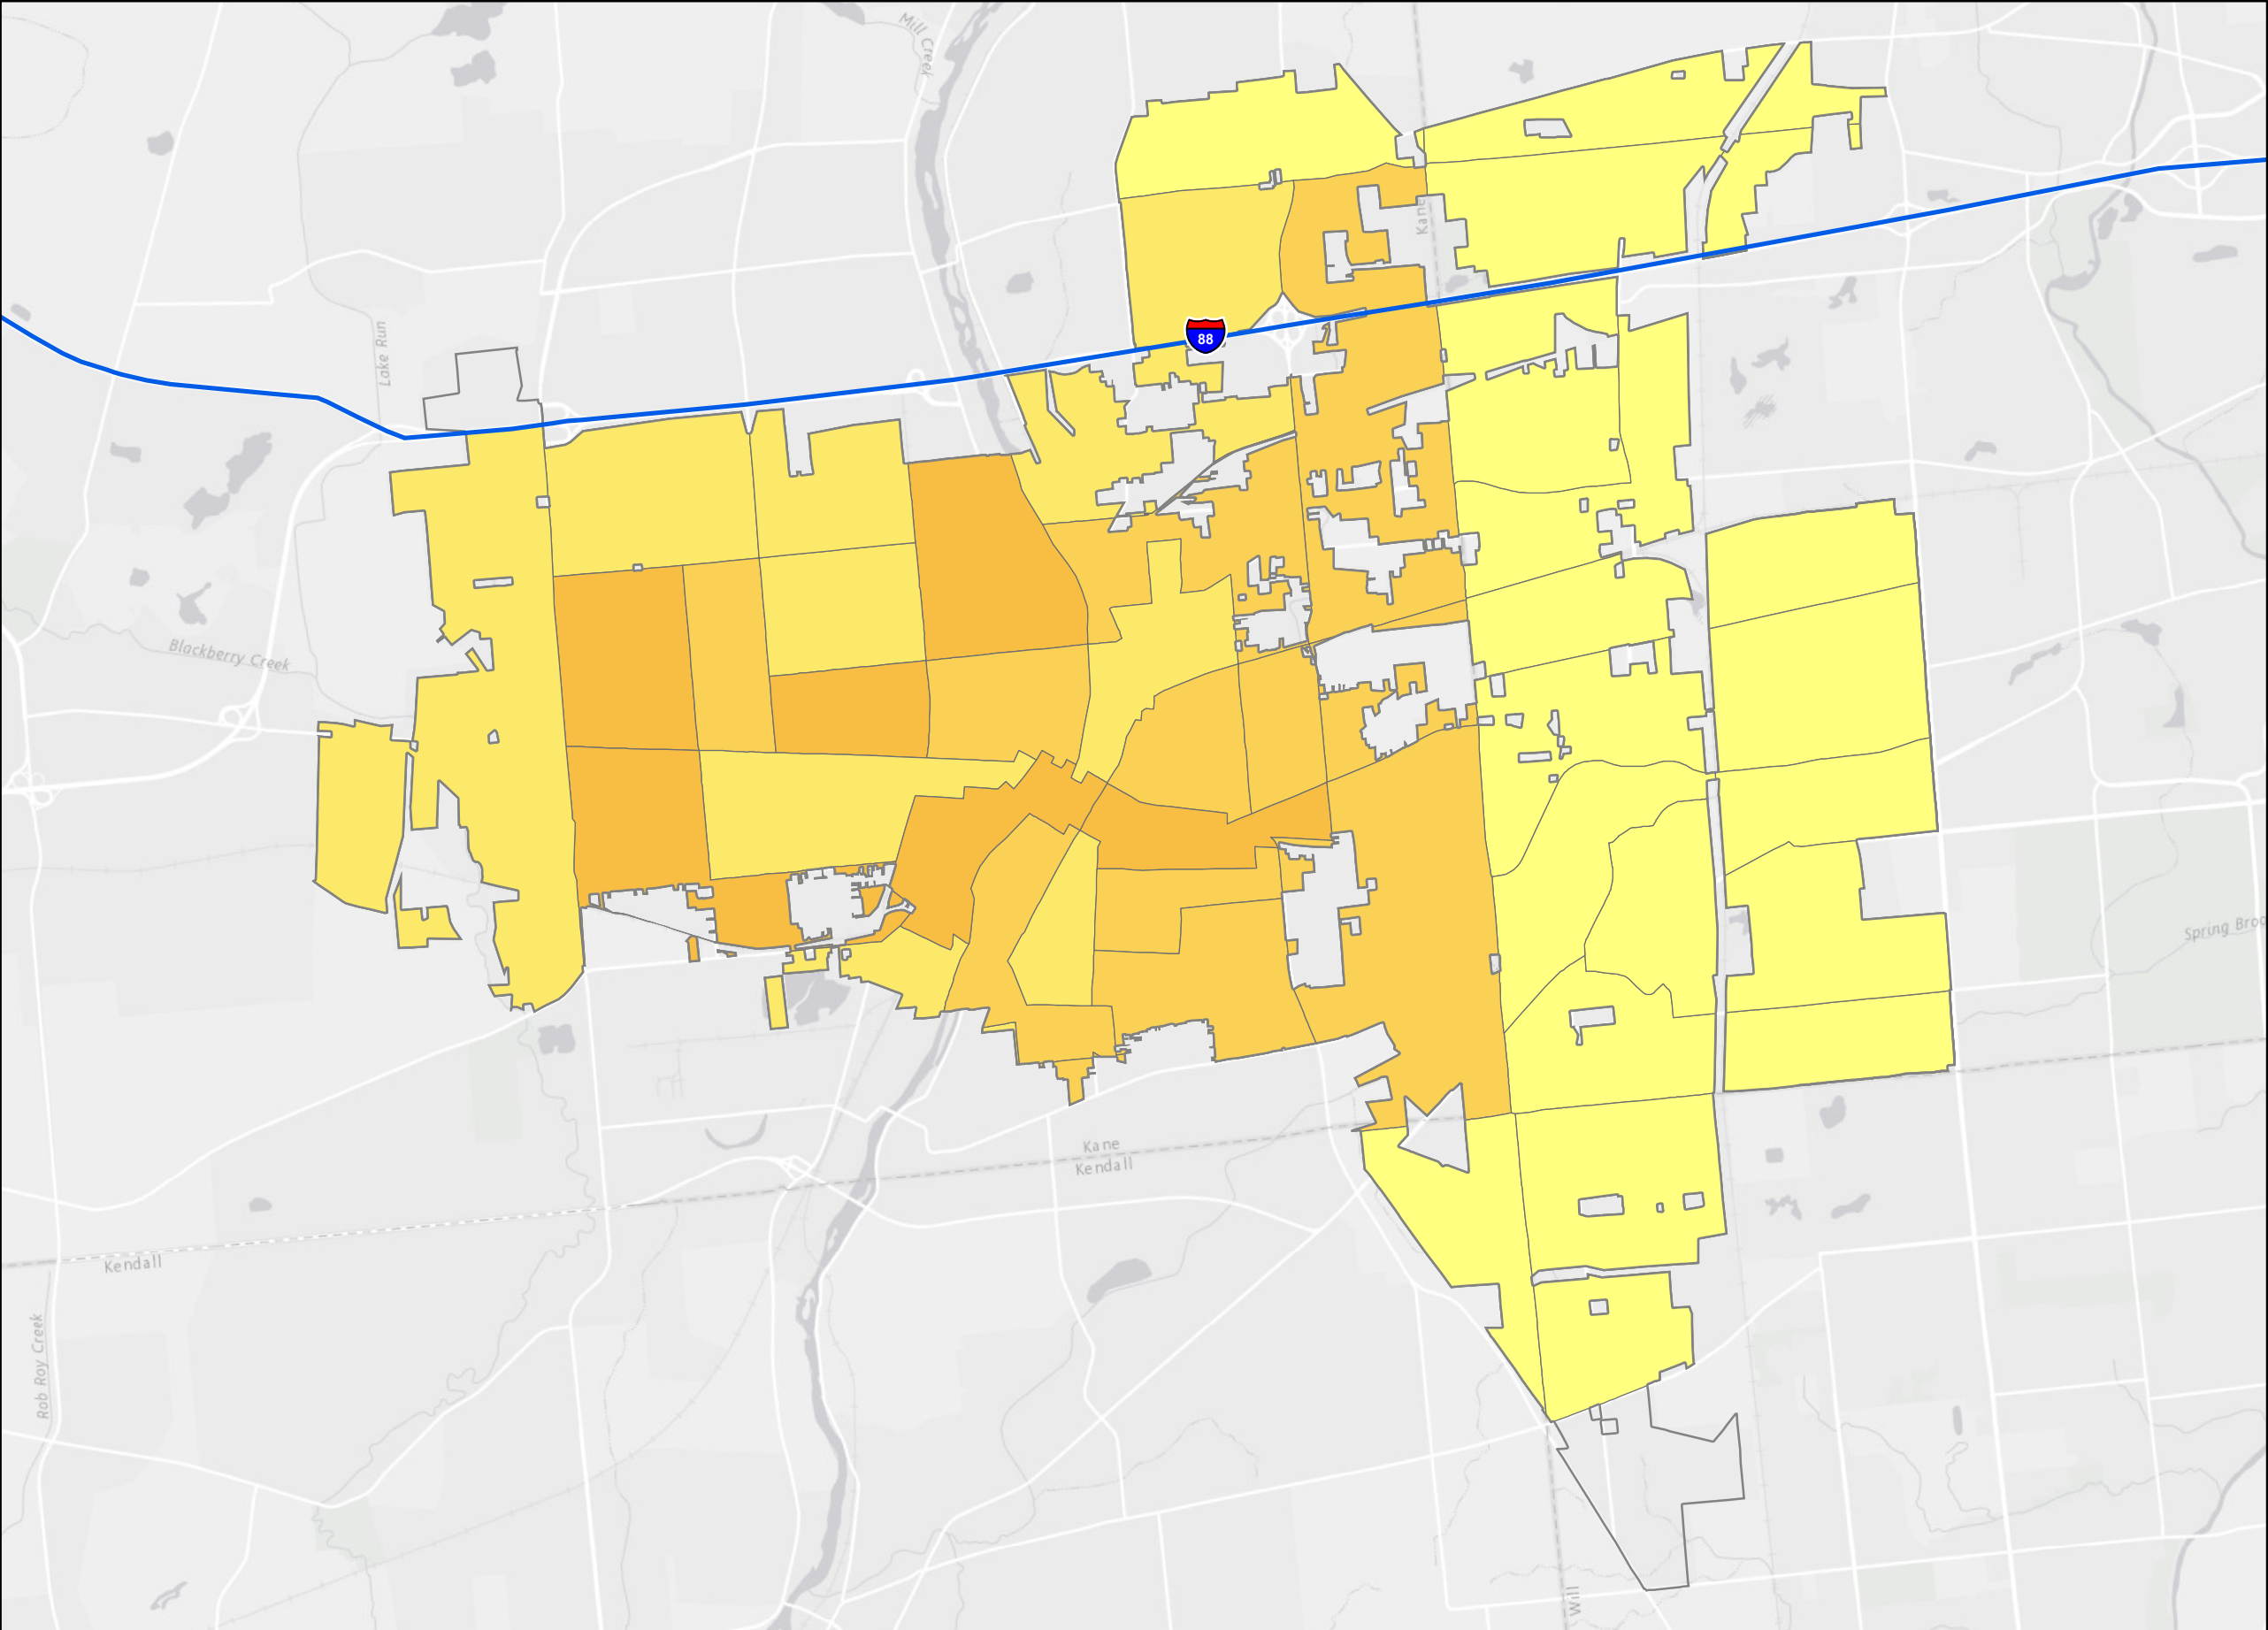 Mill Creek
Kane
Lake Run
88
Blackberry Creek
Spring Broo
Kane
Kendall
Kendall
Rob Roy Creek
Will